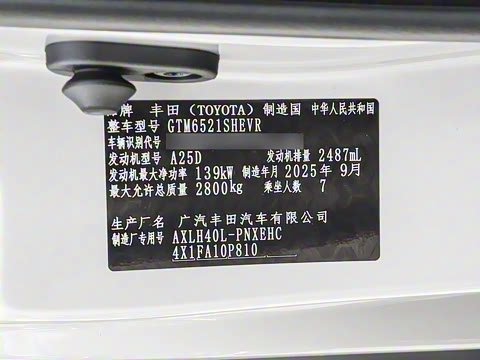 牌 丰田 (TOYOTA) 制造国 中华人民共和国
整车型号 GTM6521SHEVR
车辆识别代号
发动机型号 A25D 发动机排量 2487mL
发动机最大净功率 139kW 制造年月 2025年9月
最大允许总质量 2800kg 乘坐人数 7
生产厂名 广汽丰田汽车有限公司
制造厂专用号 AXLH40L-PNXEHC
4X1FA10P810